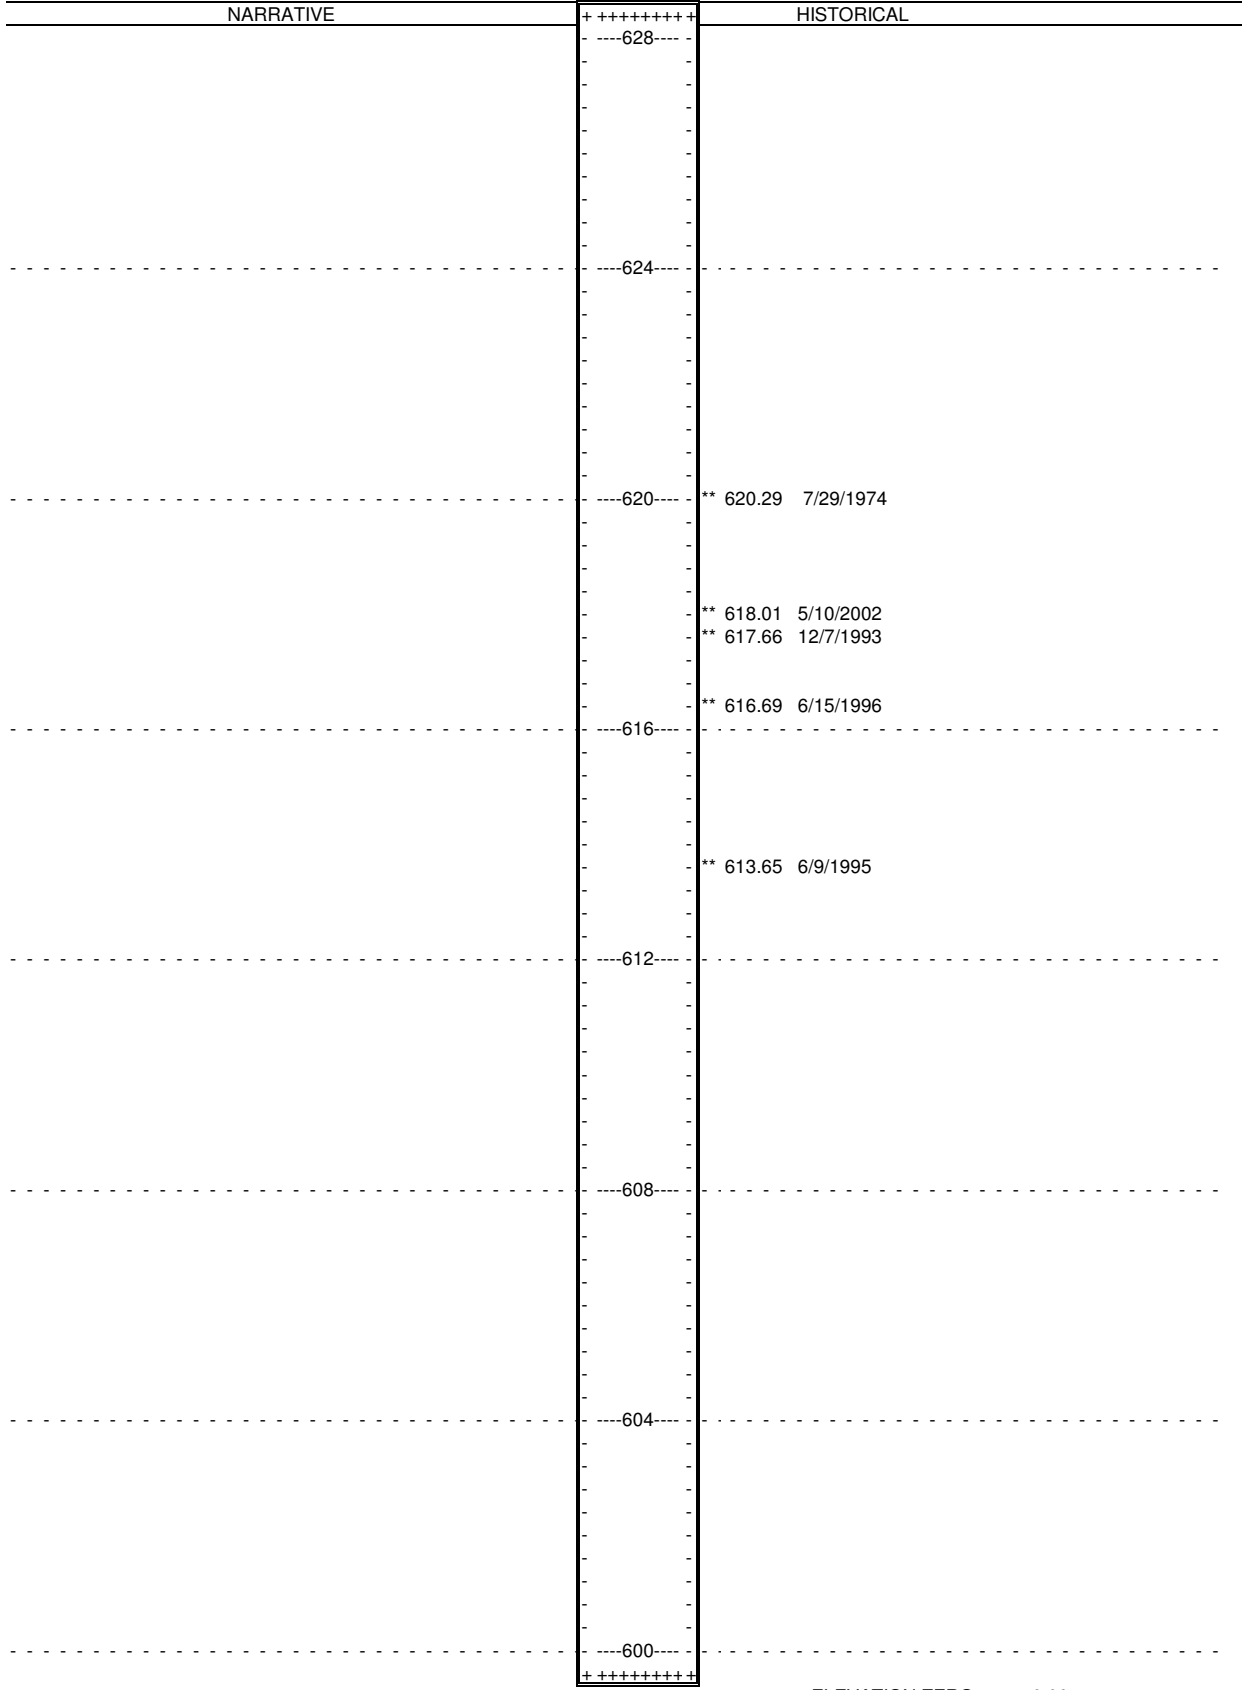 NARRATIVE HISTORICAL
+ +++++++++
- ----628---- -
- ----624---- -
- ----620---- - ** 620.29 7/29/1974
** 618.01 5/10/2002
** 617.66 12/7/1993
** 616.69 6/15/1996
- ----616---- -
** 613.65 6/9/1995
- ----612---- -
- ----608---- -
- ----604---- -
- ----600---- -
+ +++++++++